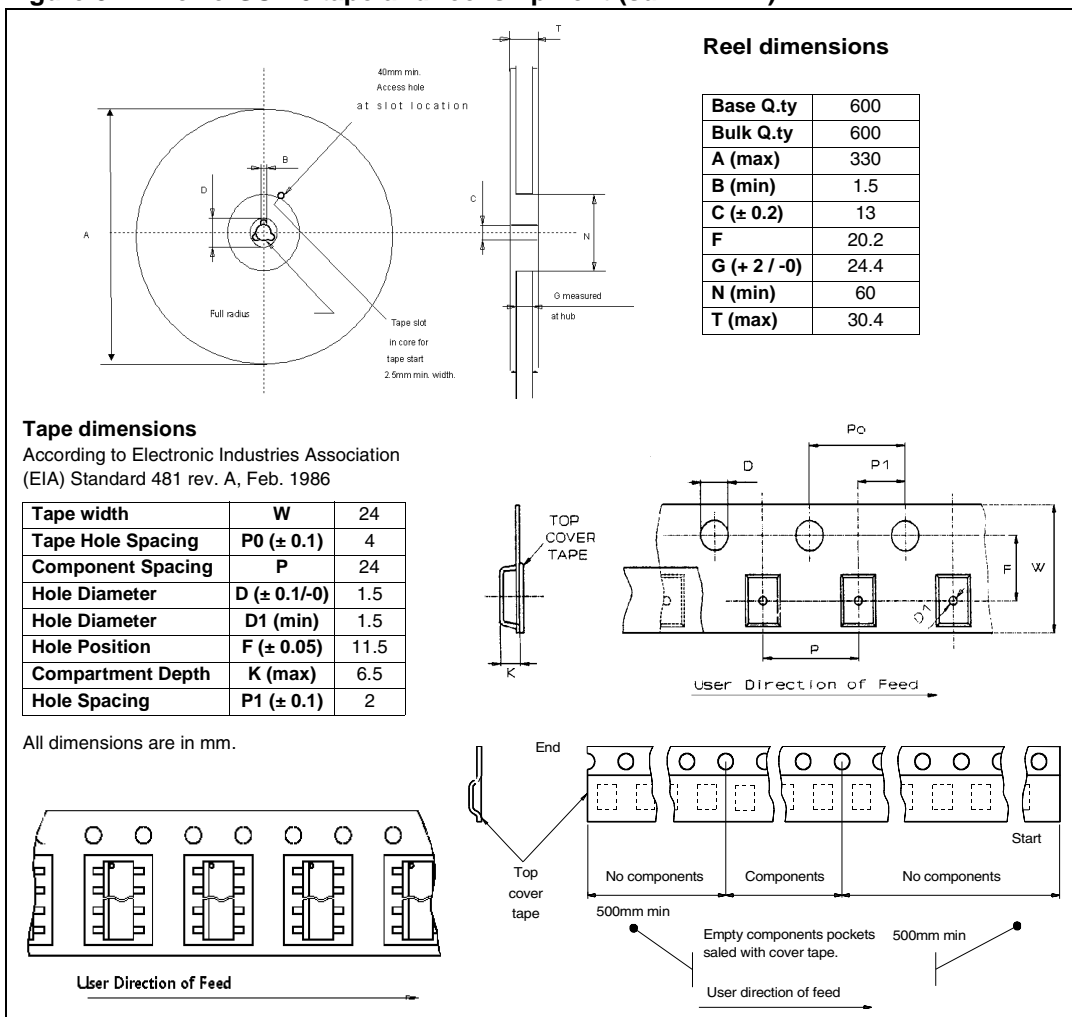 T
Reel dimensions
40mm min.
Access hole
at slot location
B
D
C
A
N
G measured
at hub
Full radius
Tape slot
in core for
tape start
2.5mm min. width.
Base Q.ty 600
Bulk Q.ty 600
A (max) 330
B (min) 1.5
C (± 0.2) 13
F 20.2
G (+ 2 / -0) 24.4
N (min) 60
T (max) 30.4
Tape dimensions
According to Electronic Industries Association
(EIA) Standard 481 rev. A, Feb. 1986
Tape width W 24
Tape Hole Spacing P0 (± 0.1) 4
Component Spacing P 24
Hole Diameter D (± 0.1/-0) 1.5
Hole Diameter D1 (min) 1.5
Hole Position F (± 0.05) 11.5
Compartment Depth K (max) 6.5
Hole Spacing P1 (± 0.1) 2
All dimensions are in mm.
TOP
COVER
TAPE
K
Po
D
P1
F
W
D1
P
User Direction of Feed
End
Start
Top
cover
tape
No components
Components
No components
500mm min
Empty components pockets
saled with cover tape.
500mm min
User direction of feed
User Direction of Feed